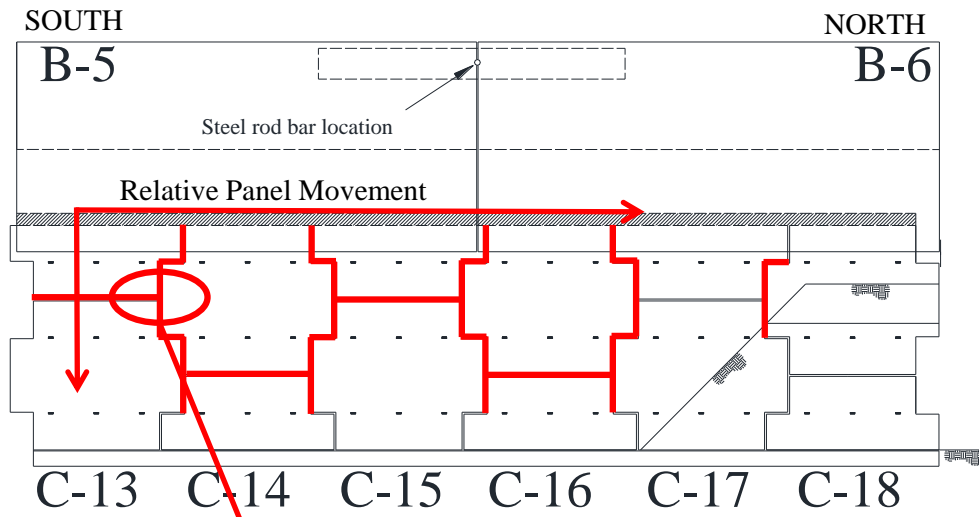 SOUTH
NORTH
B-5
B-6
Steel rod bar location
Relative Panel Movement
C-13
C-14
C-15
C-16
C-17
C-18